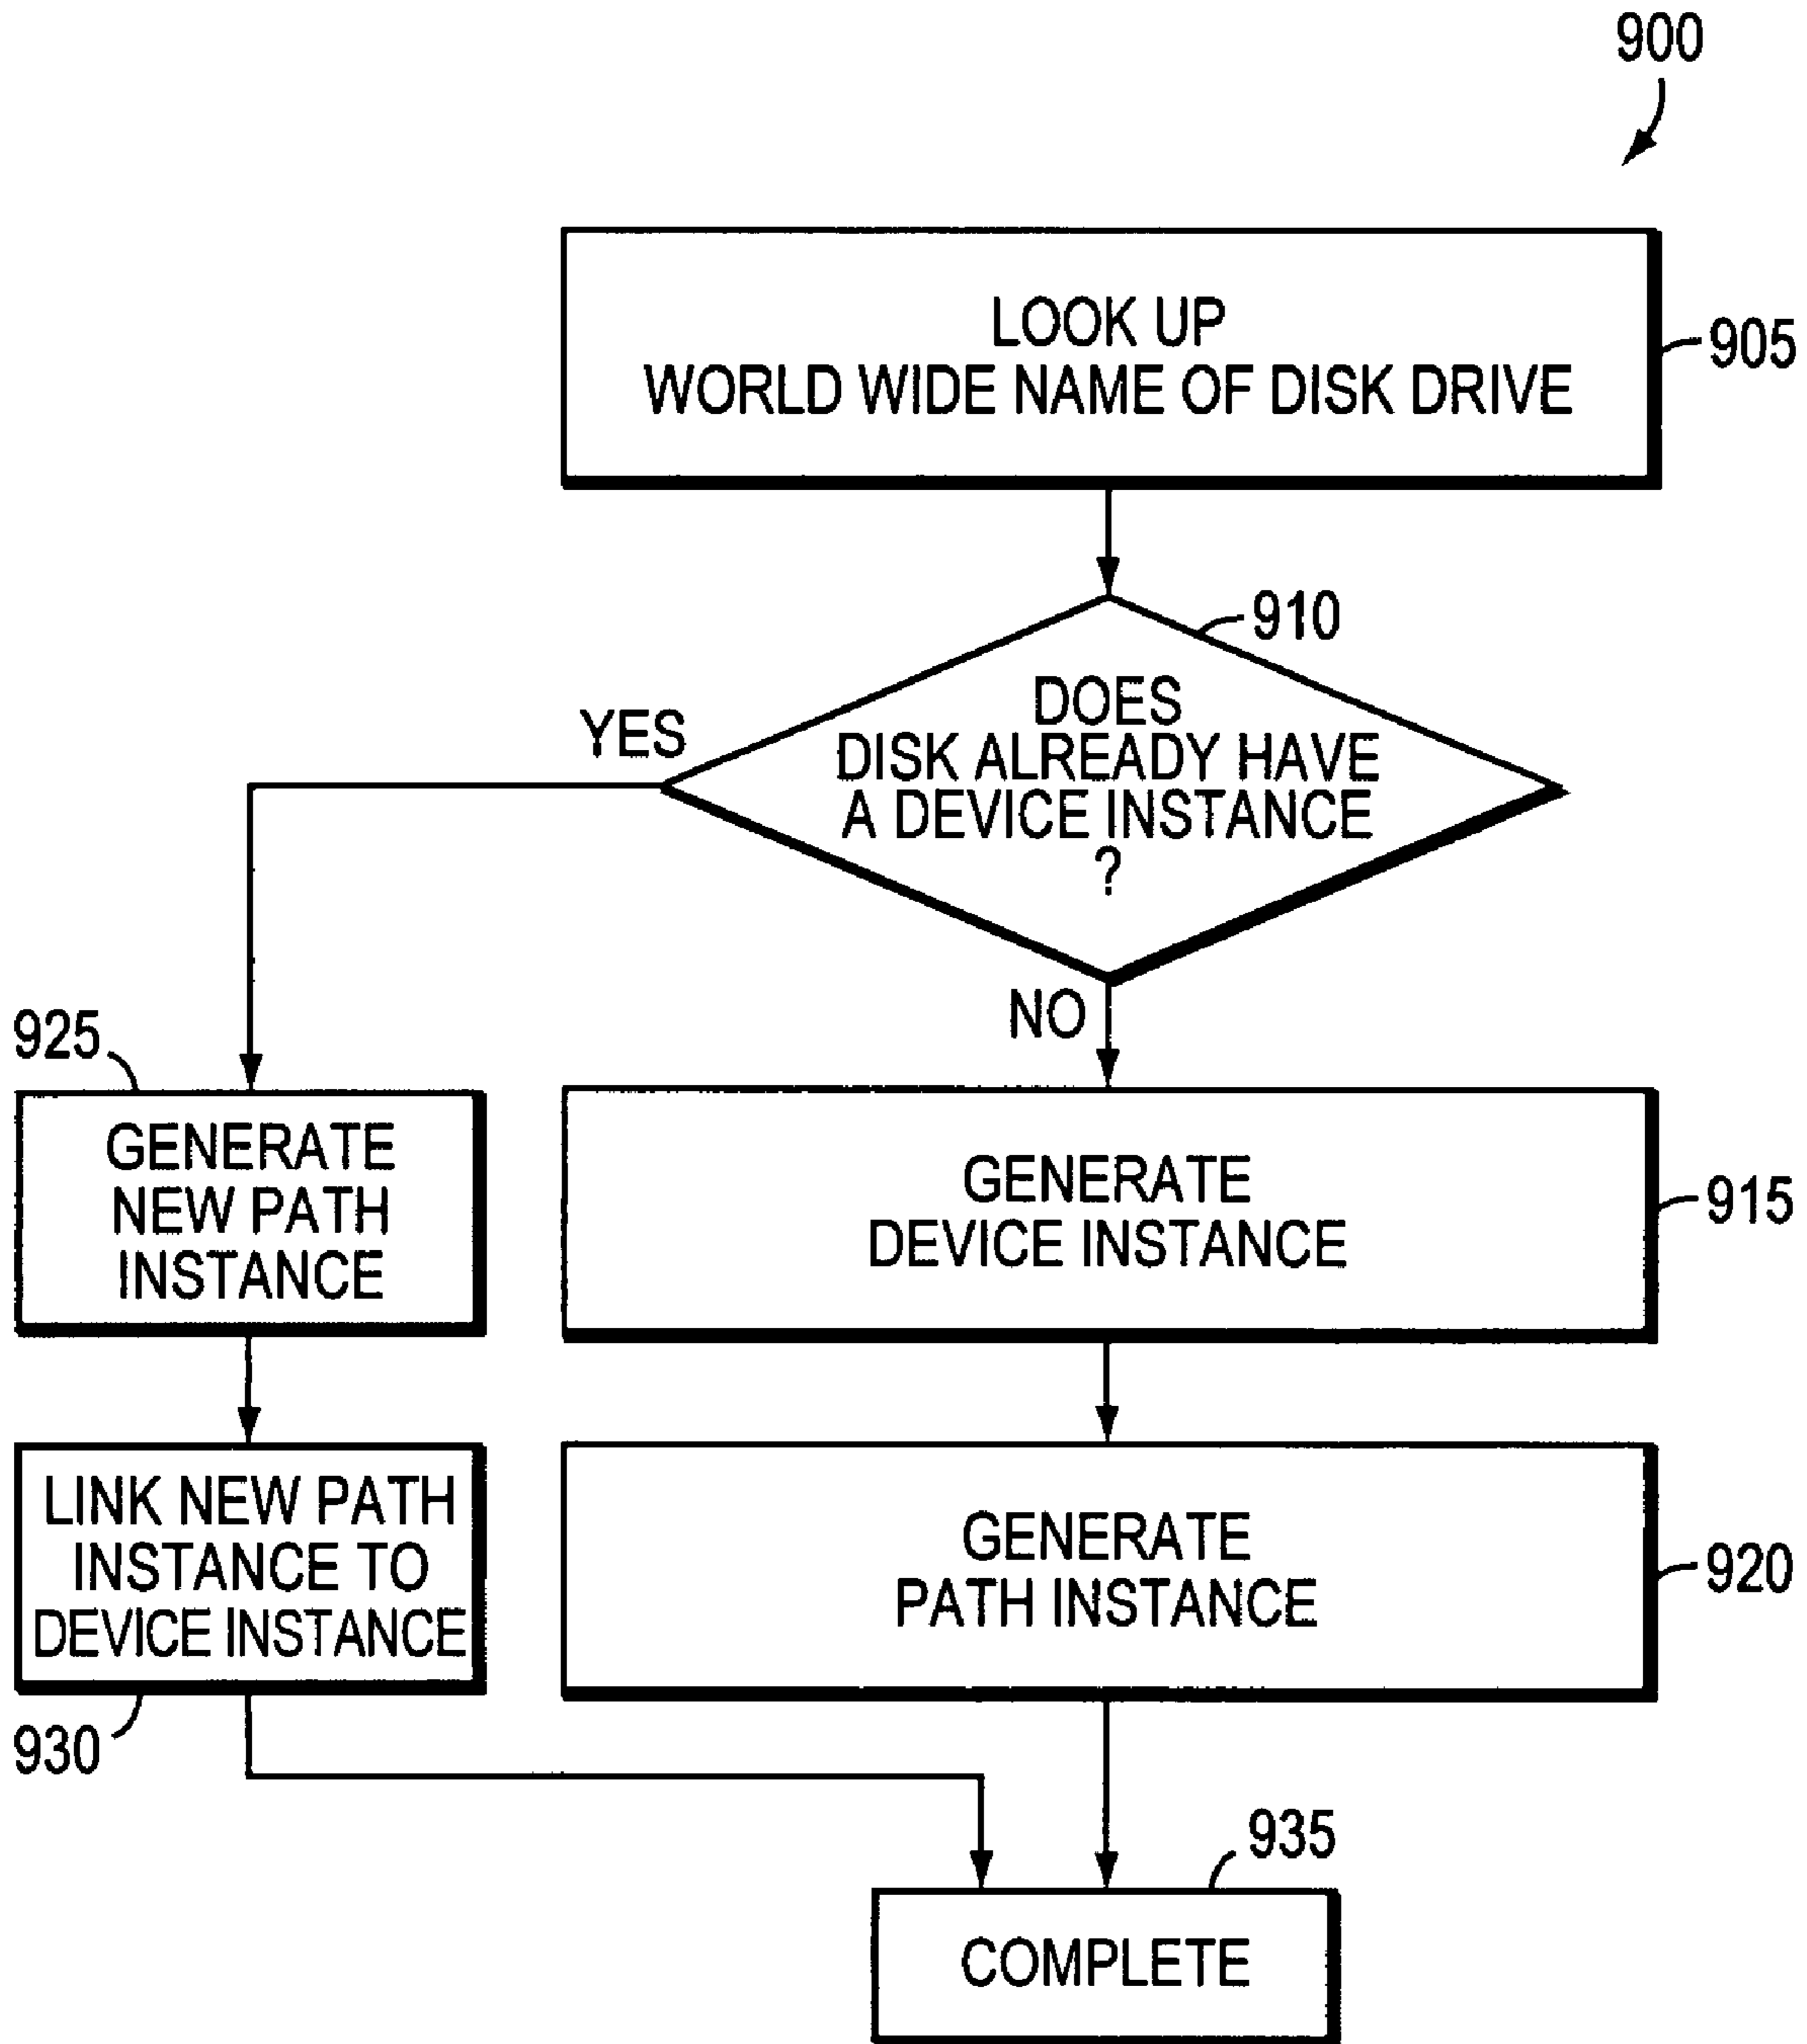 900
LOOK UP
WORLD WIDE NAME OF DISK DRIVE
905
910
DOES
DISK ALREADY HAVE
A DEVICE INSTANCE
?
YES
NO
925
GENERATE
NEW PATH
INSTANCE
GENERATE
DEVICE INSTANCE
915
LINK NEW PATH
INSTANCE TO
DEVICE INSTANCE
930
GENERATE
PATH INSTANCE
920
935
COMPLETE